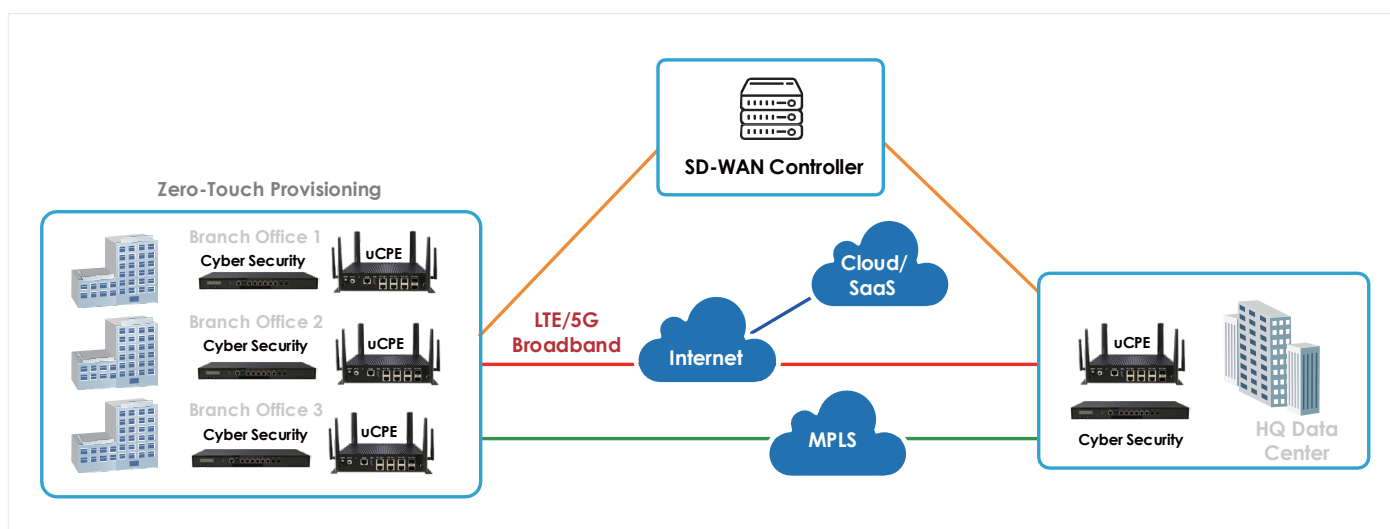 SD-WAN Controller
Zero-Touch Provisioning
Branch Office 1
Cyber Security
uCPE
Branch Office 2
Cyber Security
uCPE
Branch Office 3
Cyber Security
uCPE
LTE/5G
Broadband
Internet
Cloud/
SaaS
MPLS
uCPE
Cyber Security
HQ Data
Center